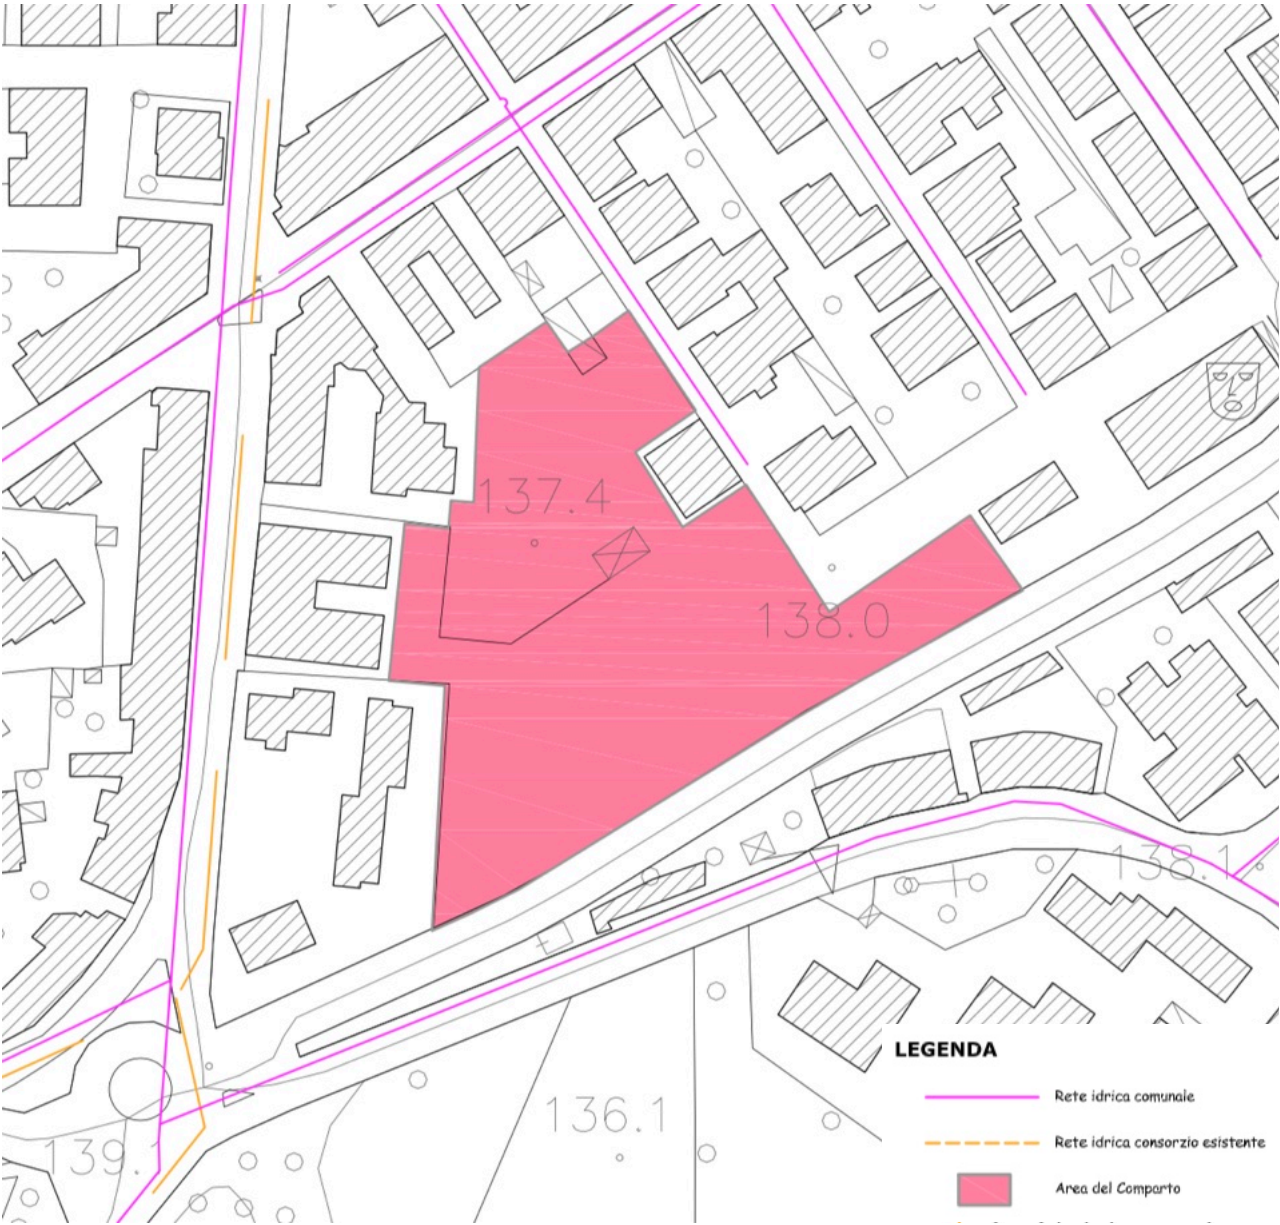 137.4
138.0
138.1
136.1
139.1
LEGENDA
Rete idrica comunale
Rete idrica consorzio esistente
Area del Comparto